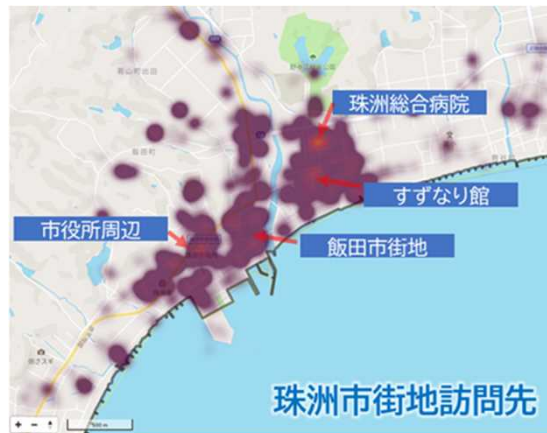 珠洲総合病院
すずなり館
市役所周辺
飯田市街地
珠洲市街地訪問先